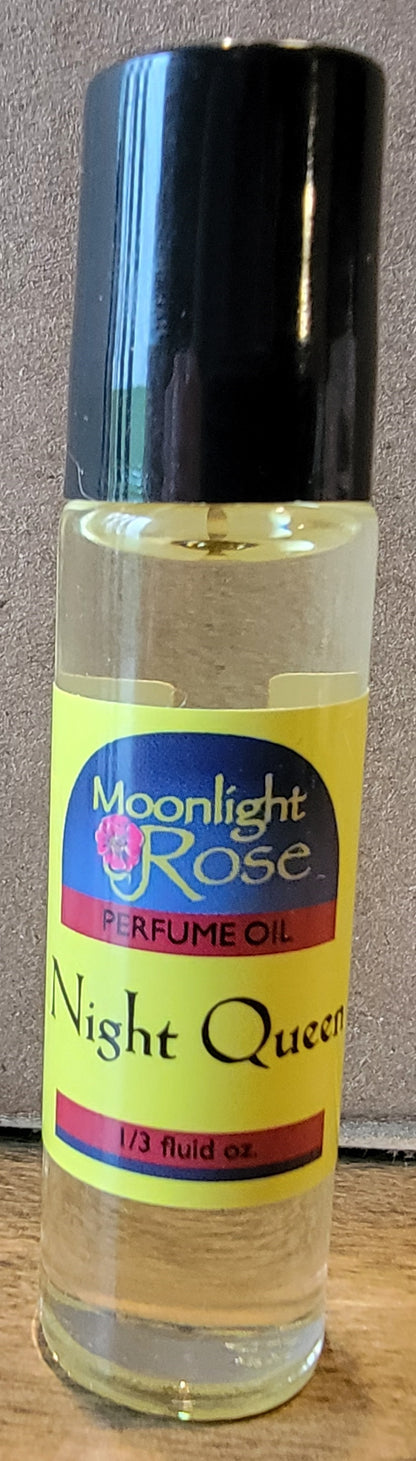 Moonlight
Rose
PERFUME OIL
Night Queen
1/3 fluid oz.